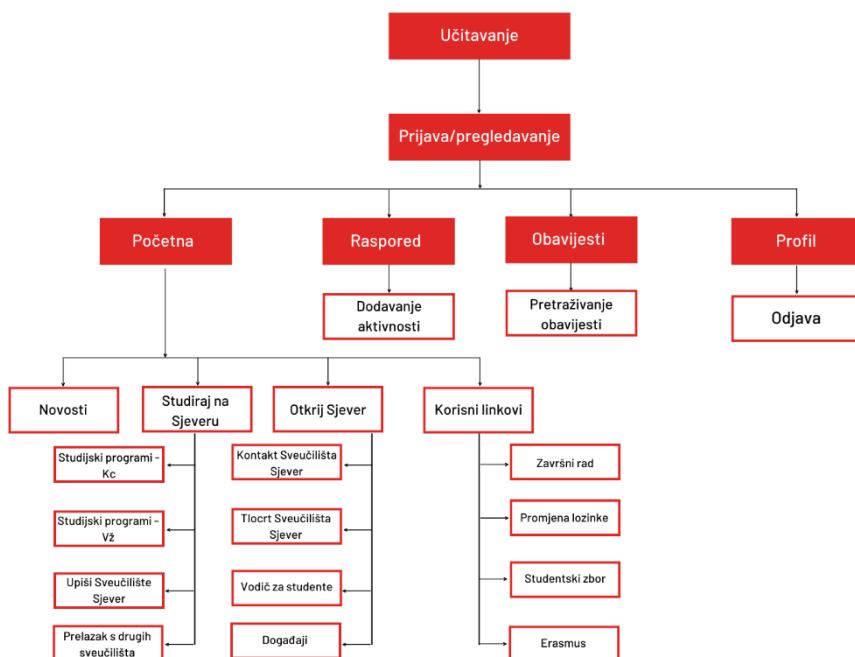 Učitavanje
Prijava/pregledavanje
Početna
Raspored
Obavijesti
Profil
Dodavanje
aktivnosti
Pretraživanje
obavijesti
Odjava
Novosti
Studiraj na
Sjeveru
Otkrij Sjever
Korisni linkovi
Studijski programi -
Kc
Studijski programi -
Vž
Upiši Sveučilište
Sjever
Prelazak s drugih
sveučilišta
Kontakt Sveučilišta
Sjever
Tlocrt Sveučilišta
Sjever
Vodič za studente
Događaji
Završni rad
Promjena lozinke
Studentski zbor
Erasmus